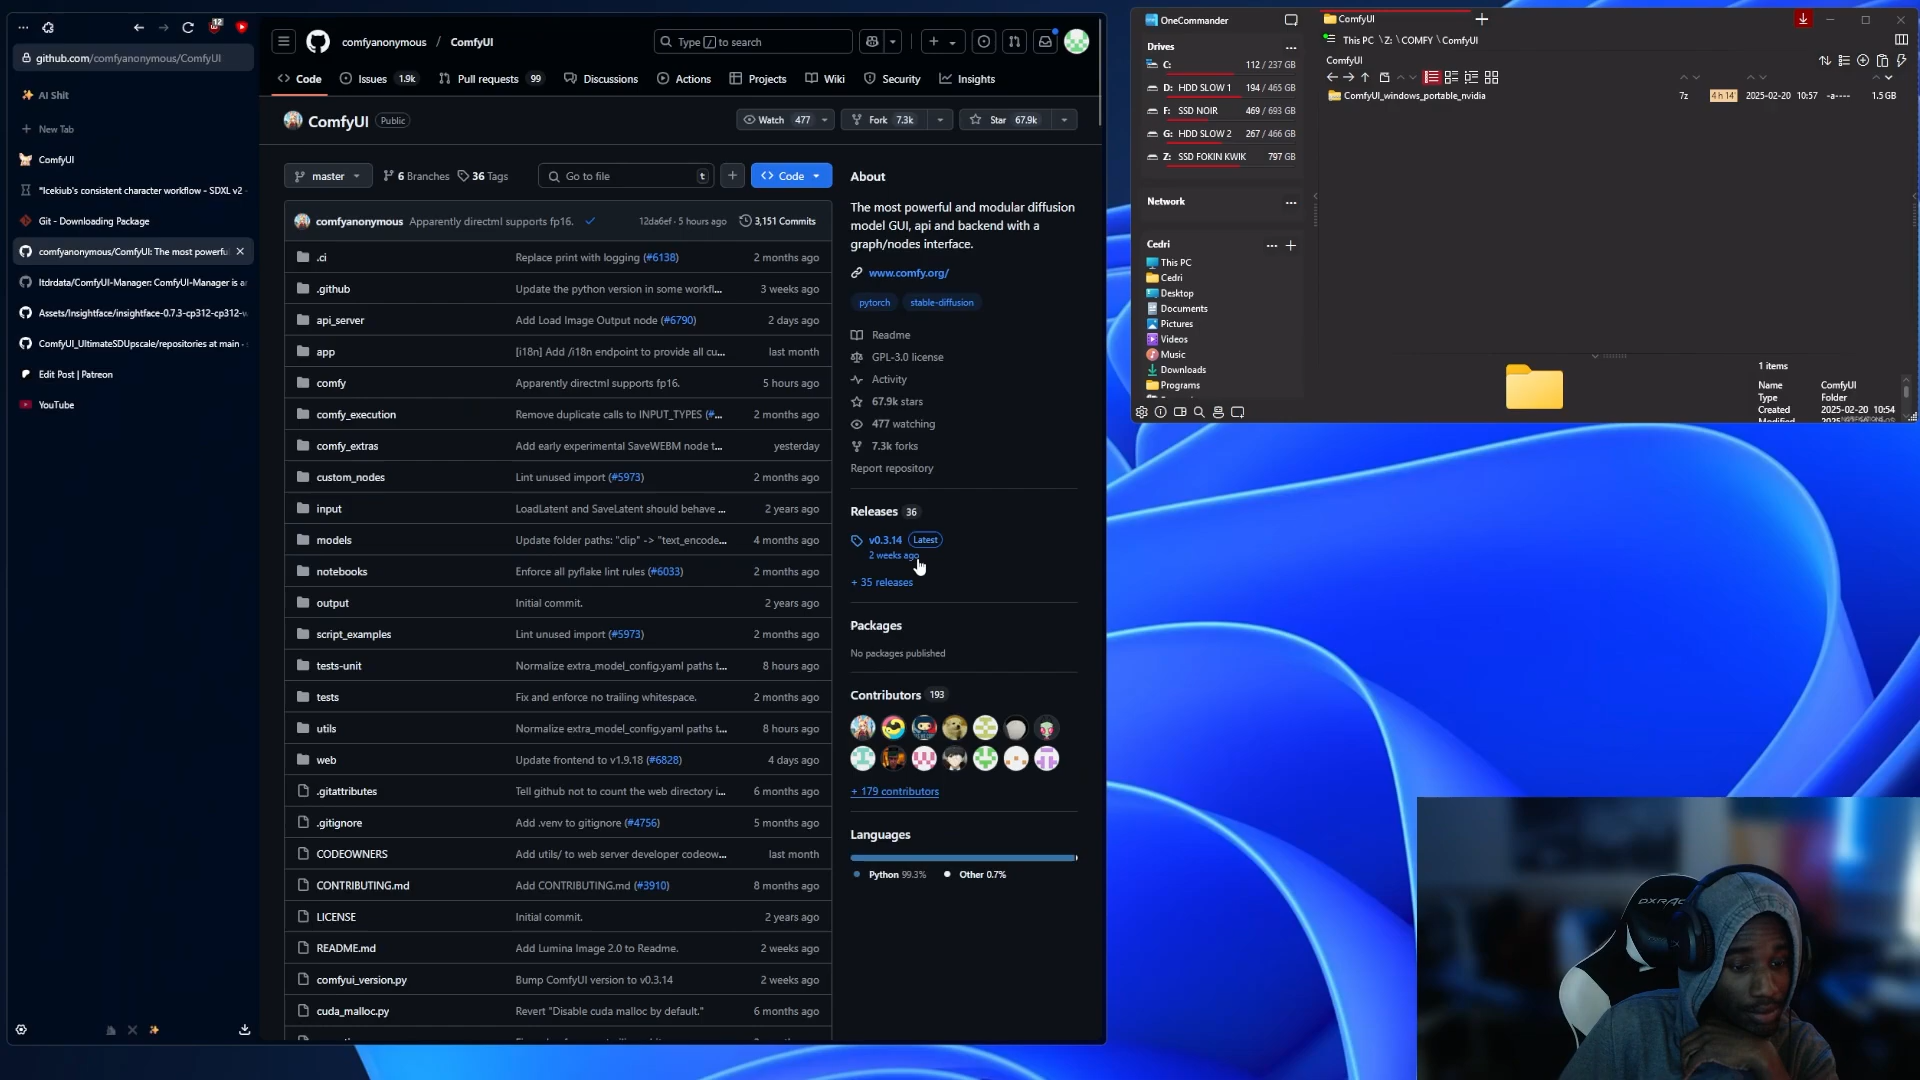 12
github.com/comfyanonymous/ComfyUI
AI Shit
New Tab
ComfyUI
"Icekiub's consistent character workflow - SDXL v2 -
Git - Downloading Package
comfyanonymous/ComfyUI: The most powerful
ltdrdata/ComfyUI-Manager: ComfyUI-Manager is an
Assets/Insightface/insightface-0.7.3-cp312-cp312-w
ComfyUI_UltimateSDUpscale/repositories at main ·
Edit Post | Patreon
YouTube
comfyanonymous / ComfyUI
Type / to search
Code
Issues 1.9k
Pull requests 99
Discussions
Actions
Projects
Wiki
Security
Insights
ComfyUI Public
Watch 477
Fork 7.3k
Star 67.9k
master
6 Branches
36 Tags
Go to file t
Code
comfyanonymous Apparently directml supports fp16. 12da6ef · 5 hours ago 3,151 Commits
.ci Replace print with logging (#6138) 2 months ago
.github Update the python version in some workfl... 3 weeks ago
api_server Add Load Image Output node (#6790) 2 days ago
app [i18n] Add /i18n endpoint to provide all cu... last month
comfy Apparently directml supports fp16. 5 hours ago
comfy_execution Remove duplicate calls to INPUT_TYPES (#... 2 months ago
comfy_extras Add early experimental SaveWEBM node t... yesterday
custom_nodes Lint unused import (#5973) 2 months ago
input LoadLatent and SaveLatent should behave ... 2 years ago
models Update folder paths: "clip" -> "text_encode... 4 months ago
notebooks Enforce all pyflake lint rules (#6033) 2 months ago
output Initial commit. 2 years ago
script_examples Lint unused import (#5973) 2 months ago
tests-unit Normalize extra_model_config.yaml paths t... 8 hours ago
tests Fix and enforce no trailing whitespace. 2 months ago
utils Normalize extra_model_config.yaml paths t... 8 hours ago
web Update frontend to v1.9.18 (#6828) 4 days ago
.gitattributes Tell github not to count the web directory i... 6 months ago
.gitignore Add .venv to gitignore (#4756) 5 months ago
CODEOWNERS Add utils/ to web server developer codeow... last month
CONTRIBUTING.md Add CONTRIBUTING.md (#3910) 8 months ago
LICENSE Initial commit. 2 years ago
README.md Add Lumina Image 2.0 to Readme. 2 weeks ago
comfyui_version.py Bump ComfyUI version to v0.3.14 2 weeks ago
cuda_malloc.py Revert "Disable cuda malloc by default." 6 months ago
About
The most powerful and modular diffusion
model GUI, api and backend with a
graph/nodes interface.
www.comfy.org/
pytorch stable-diffusion
Readme
GPL-3.0 license
Activity
67.9k stars
477 watching
7.3k forks
Report repository
Releases 36
v0.3.14 Latest
2 weeks ago
+ 35 releases
Packages
No packages published
Contributors 193
+ 179 contributors
Languages
Python 99.3% Other 0.7%
OneCommander
Drives
C: 112 / 237 GB
D: HDD SLOW 1 194 / 465 GB
F: SSD NOIR 469 / 693 GB
G: HDD SLOW 2 267 / 466 GB
Z: SSD FOKIN KWIK 797 GB
Network
Cedri
This PC
Cedri
Desktop
Documents
Pictures
Videos
Music
Downloads
Programs
ComfyUI
This PC \ Z: \ COMFY \ ComfyUI
ComfyUI
ComfyUI_windows_portable_nvidia 7z 4 h 14' 2025-02-20 10:57 -a---- 1.5 GB
1 items
Name ComfyUI
Type Folder
Created 2025-02-20 10:54
Modified
DXRAC